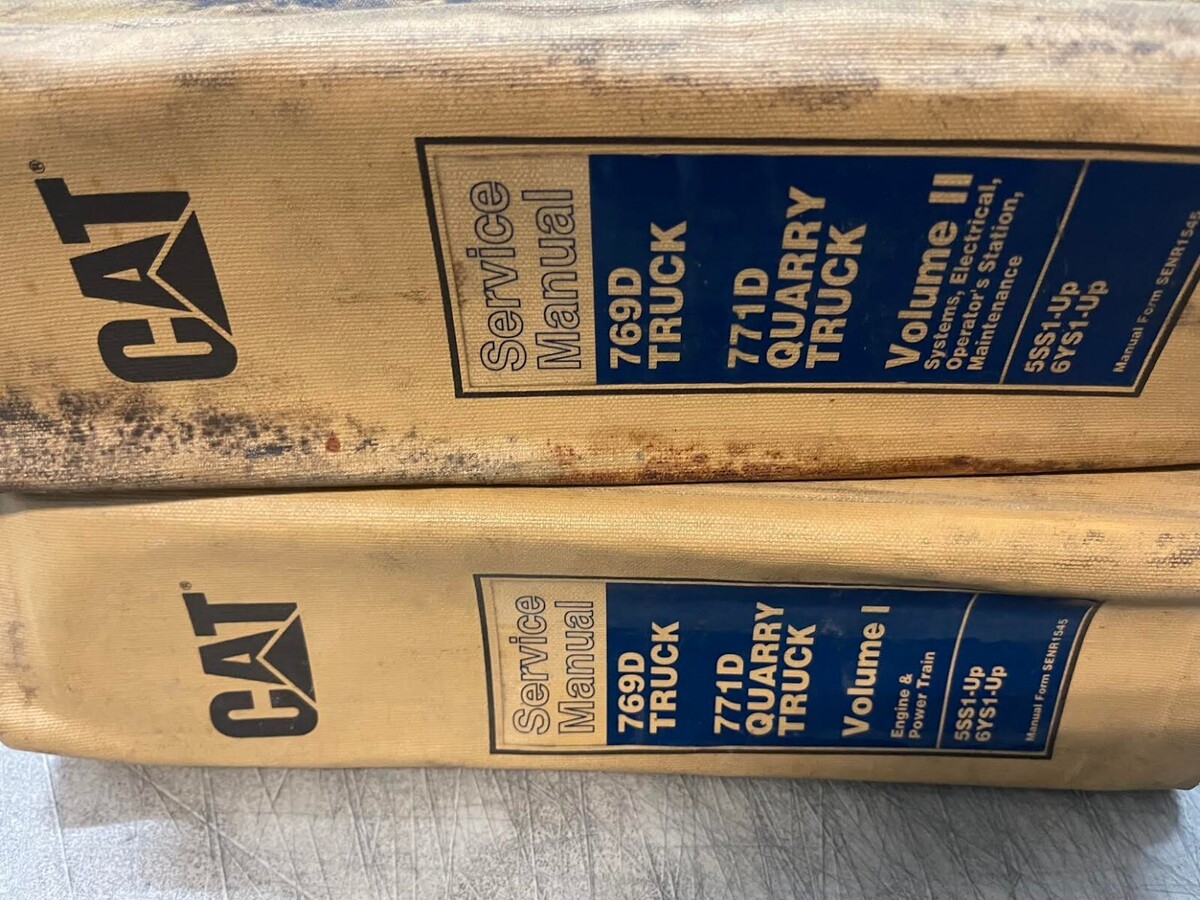 CAT®
Service
Manual
769D
TRUCK
771D
QUARRY
TRUCK
Volume II
Systems, Electrical,
Operator's Station,
Maintenance
5SS1-Up
6YS1-Up
Manual Form SENR1545
CAT®
Service
Manual
769D
TRUCK
771D
QUARRY
TRUCK
Volume I
Engine &
Power Train
5SS1-Up
6YS1-Up
Manual Form SENR1545